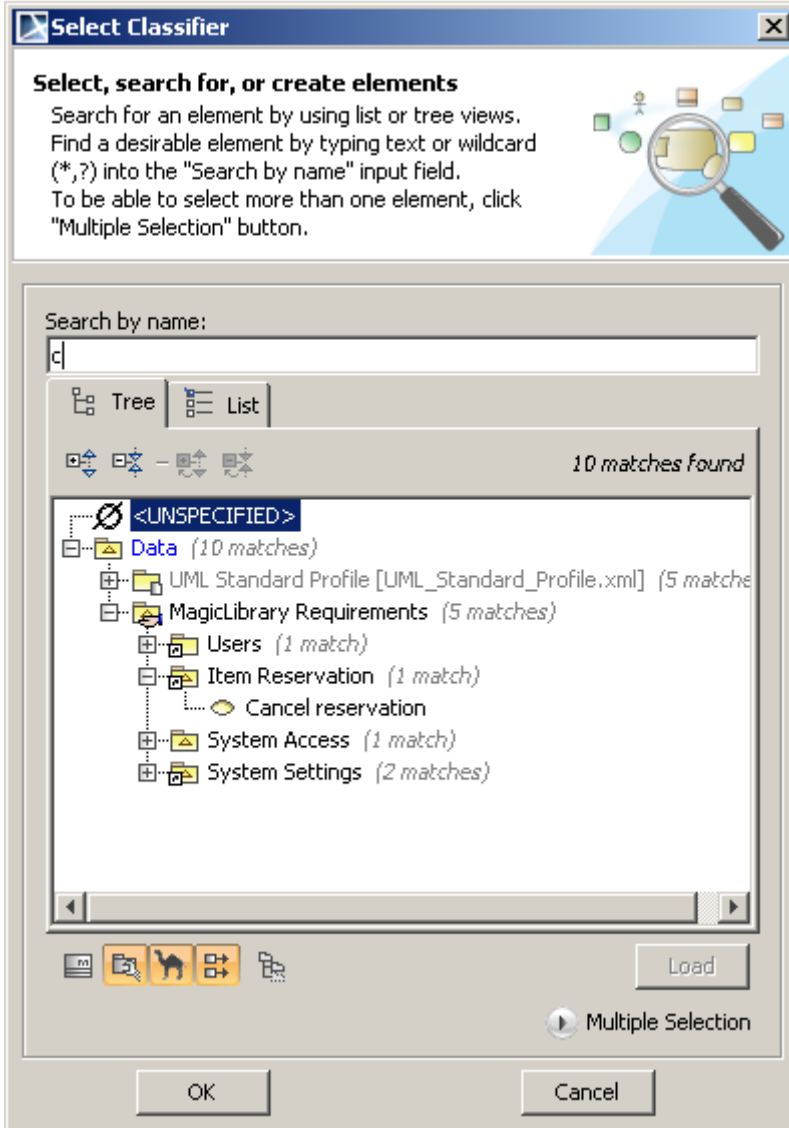 Select Classifier
Select, search for, or create elements
Search for an element by using list or tree views.
Find a desirable element by typing text or wildcard
(*,?) into the "Search by name" input field.
To be able to select more than one element, click
"Multiple Selection" button.
Search by name:
c
Tree List
10 matches found
<UNSPECIFIED>
Data (10 matches)
UML Standard Profile [UML_Standard_Profile.xml] (5 matche
MagicLibrary Requirements (5 matches)
Users (1 match)
Item Reservation (1 match)
Cancel reservation
System Access (1 match)
System Settings (2 matches)
Load
Multiple Selection
OK Cancel